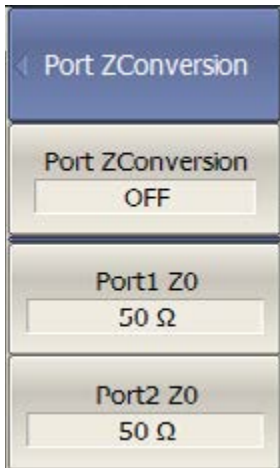 Port ZConversion
Port ZConversion
OFF
Port1 Z0
50 Ω
Port2 Z0
50 Ω